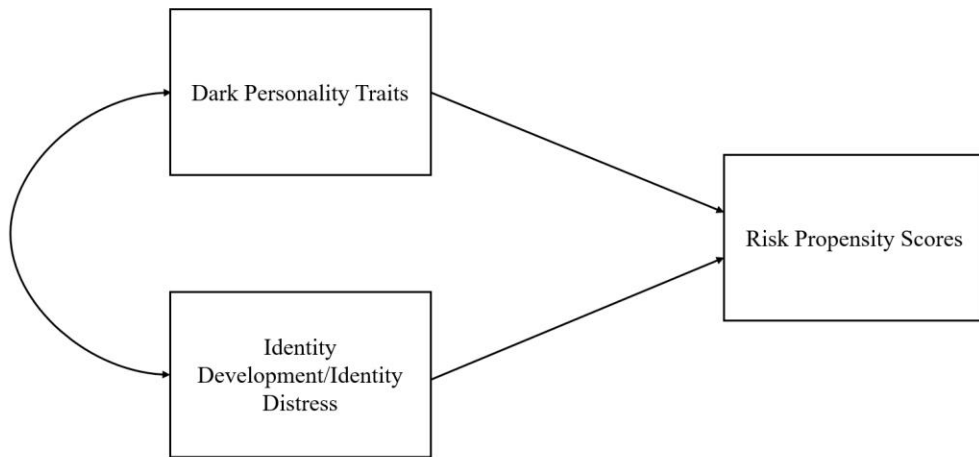 Dark Personality Traits
Risk Propensity Scores
Identity
Development/Identity
Distress